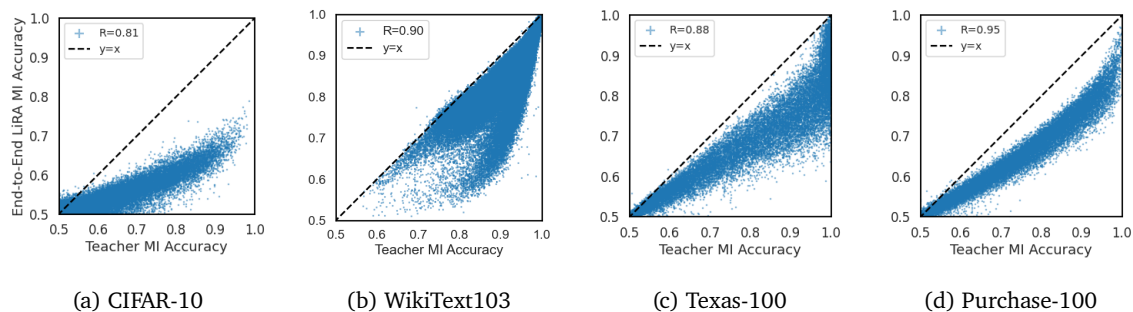 End-to-End LiRA MI Accuracy
1.0
0.9
0.8
0.7
0.6
0.5
R=0.81
y=x
0.5 0.6 0.7 0.8 0.9 1.0
Teacher MI Accuracy
(a) CIFAR-10
1.0
0.9
0.8
0.7
0.6
0.5
R=0.90
y=x
0.5 0.6 0.7 0.8 0.9 1.0
Teacher MI Accuracy
(b) WikiText103
1.0
0.9
0.8
0.7
0.6
0.5
R=0.88
y=x
0.5 0.6 0.7 0.8 0.9 1.0
Teacher MI Accuracy
(c) Texas-100
1.0
0.9
0.8
0.7
0.6
0.5
R=0.95
y=x
0.5 0.6 0.7 0.8 0.9 1.0
Teacher MI Accuracy
(d) Purchase-100